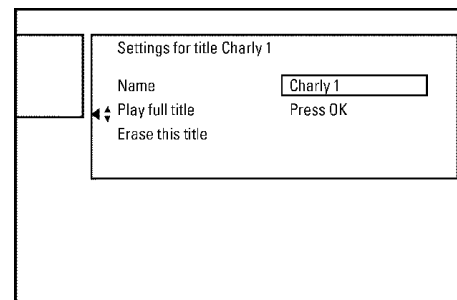 Settings for title Charly 1
Name Charly 1
Play full title Press OK
Erase this title